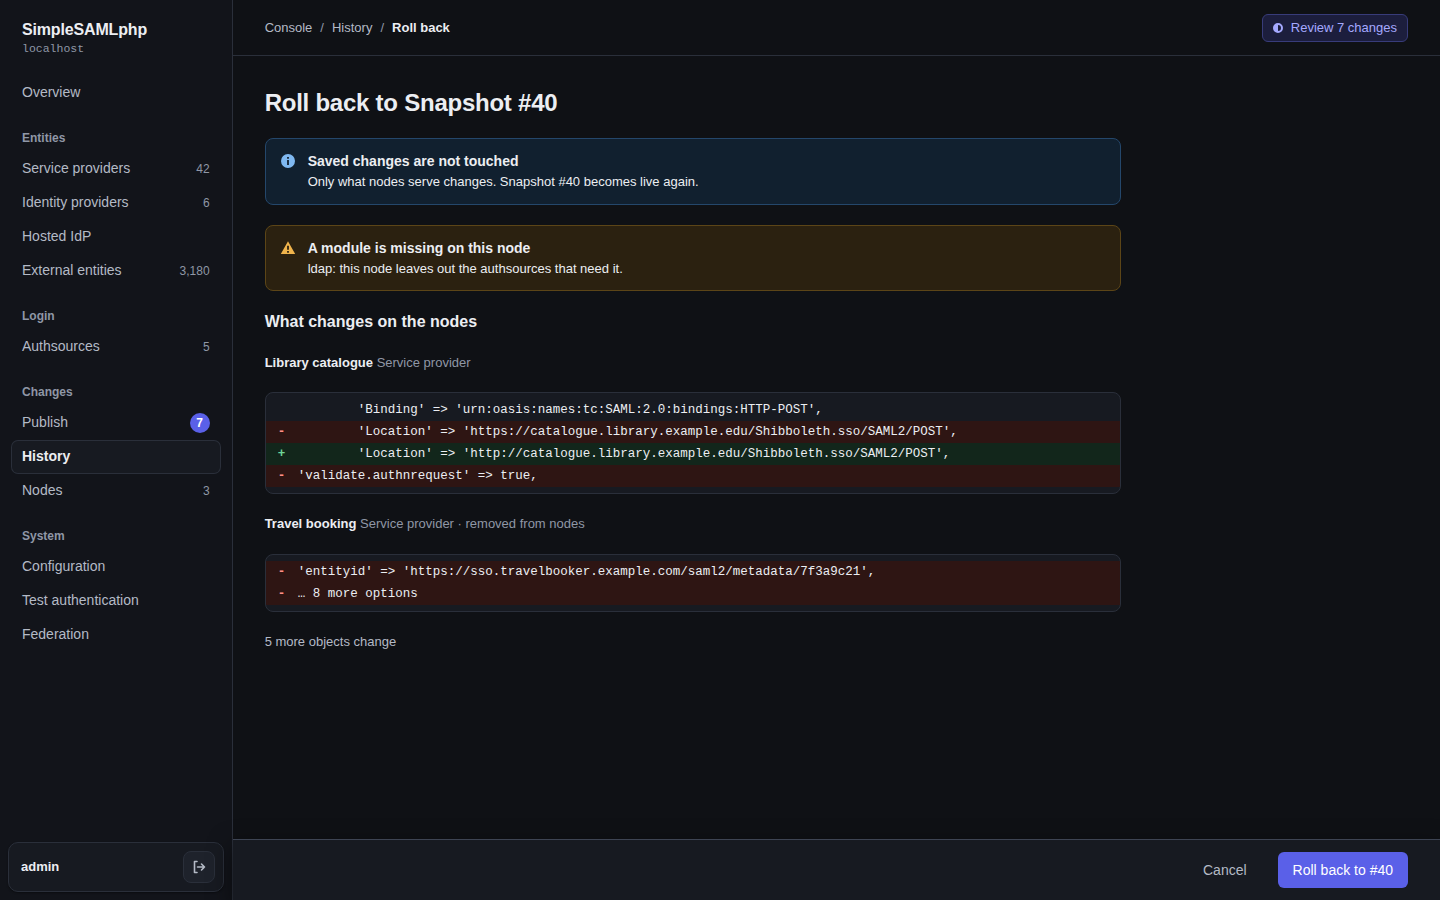 SimpleSAMLphp
localhost
Overview
Entities
Service providers 42
Identity providers 6
Hosted IdP
External entities 3,180
Login
Authsources 5
Changes
Publish 7
History
Nodes 3
System
Configuration
Test authentication
Federation
admin
Console / History / Roll back
Review 7 changes
Roll back to Snapshot #40
Saved changes are not touched
Only what nodes serve changes. Snapshot #40 becomes live again.
A module is missing on this node
ldap: this node leaves out the authsources that need it.
What changes on the nodes
Library catalogue Service provider
'Binding' => 'urn:oasis:names:tc:SAML:2.0:bindings:HTTP-POST',
- 'Location' => 'https://catalogue.library.example.edu/Shibboleth.sso/SAML2/POST',
+ 'Location' => 'http://catalogue.library.example.edu/Shibboleth.sso/SAML2/POST',
- 'validate.authnrequest' => true,
Travel booking Service provider · removed from nodes
- 'entityid' => 'https://sso.travelbooker.example.com/saml2/metadata/7f3a9c21',
- … 8 more options
5 more objects change
Cancel
Roll back to #40